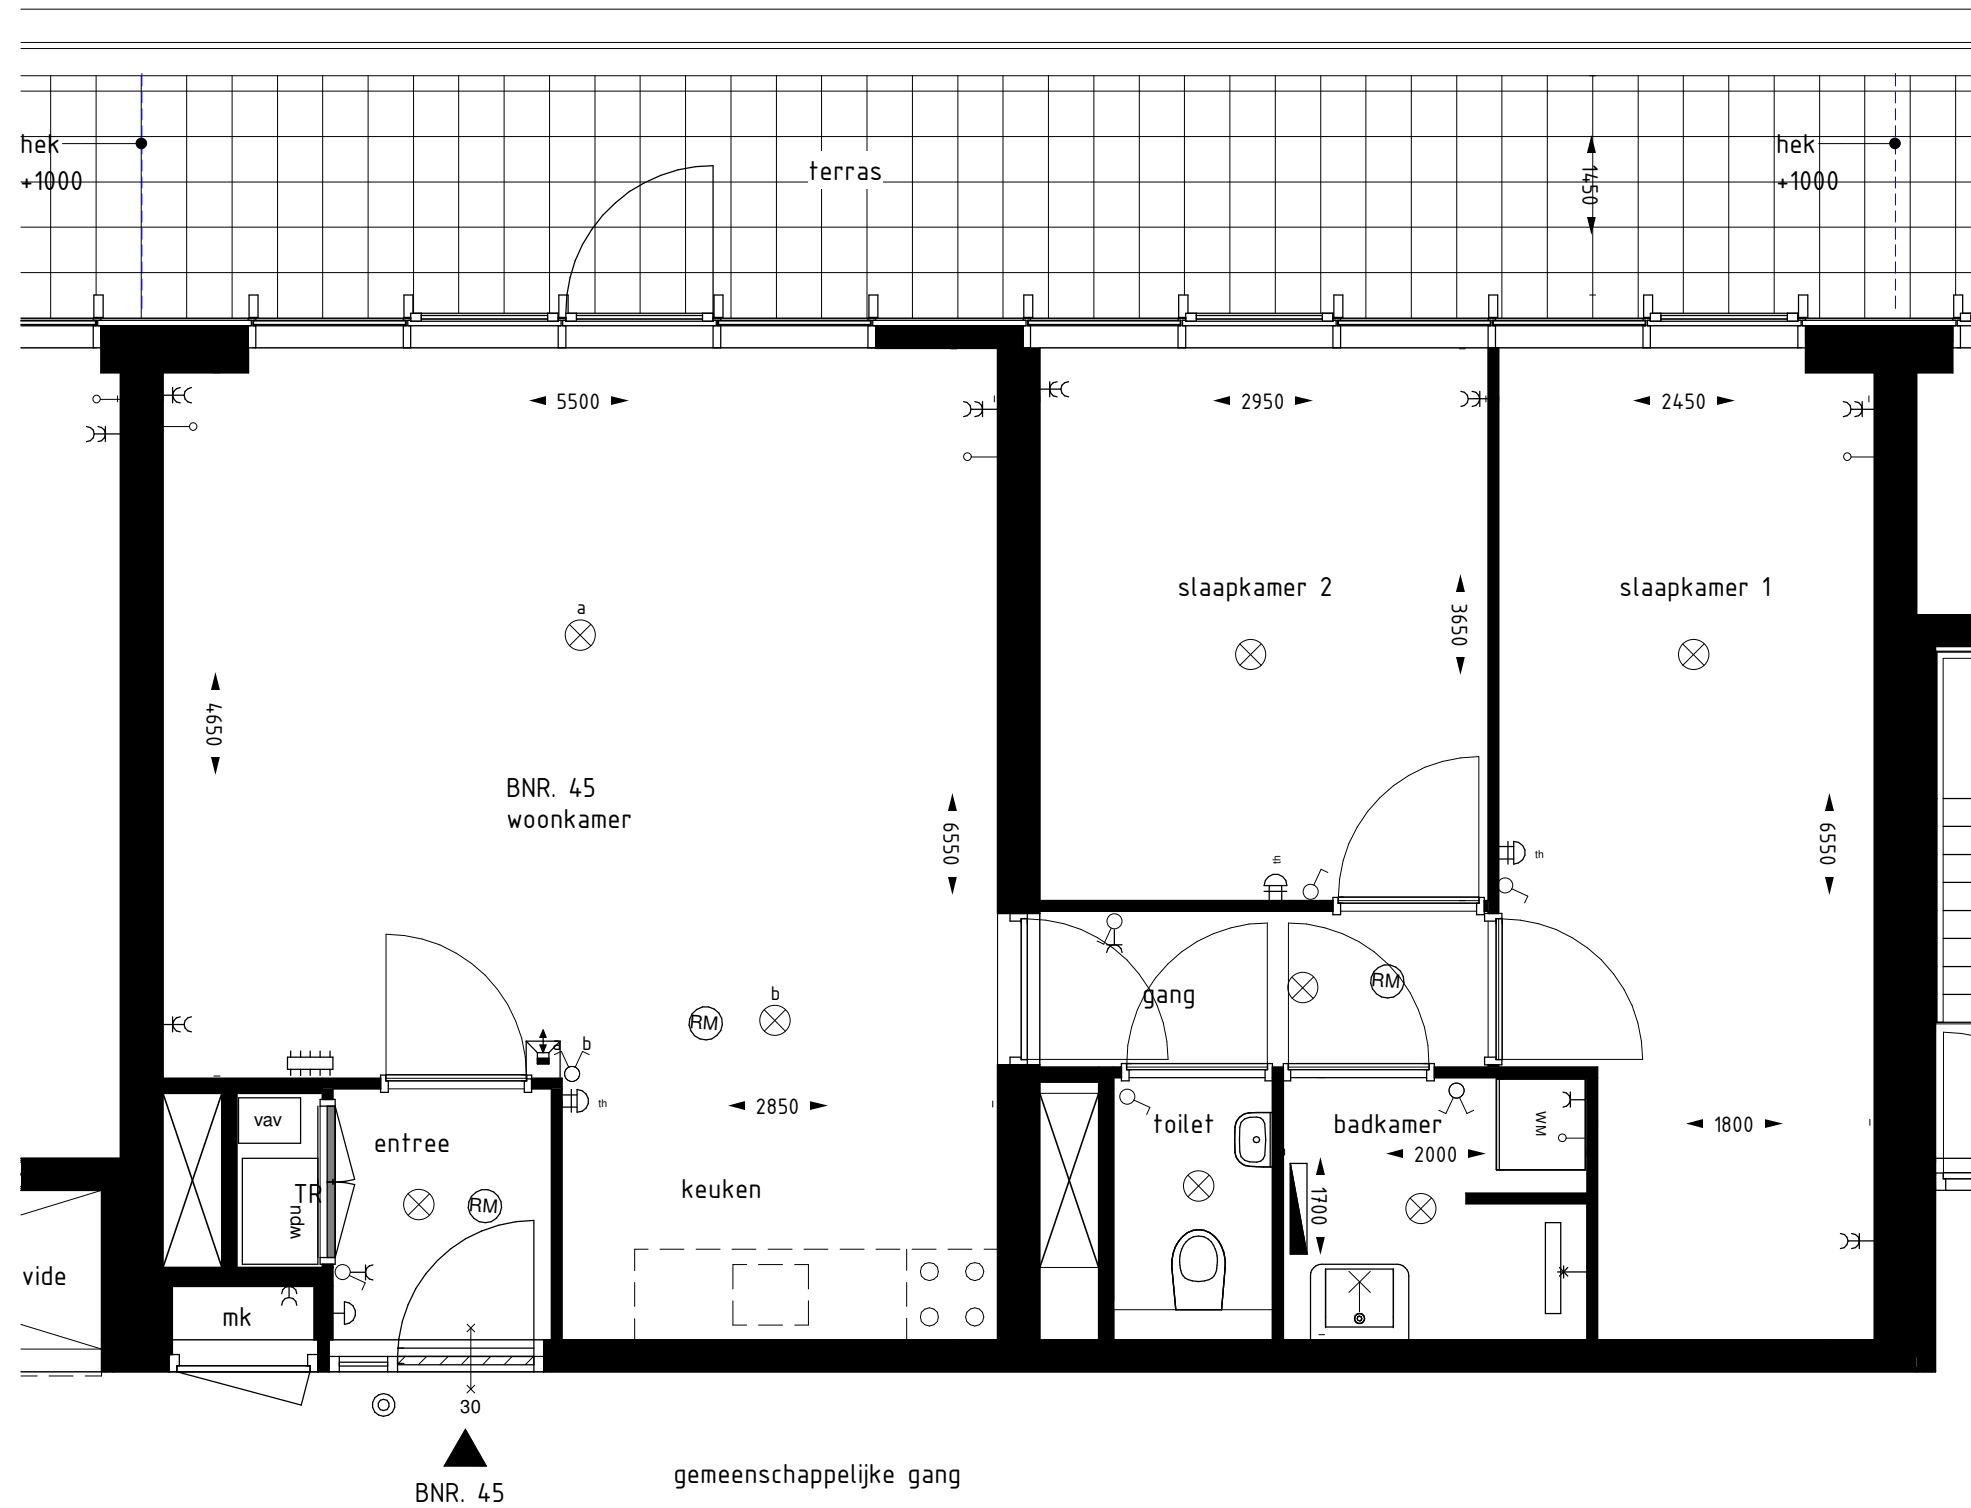 hek
+1000
terras
1450
hek
+1000
5500
2950
2450
slaapkamer 2
slaapkamer 1
a
3650
4650
BNR. 45
woonkamer
6550
6550
th
th
gang
RM
b
RM
a
b
th
2850
vav
entree
TR
wpu
RM
keuken
toilet
badkamer
WM
2000
1700
1800
vide
mk
30
BNR. 45
gemeenschappelijke gang